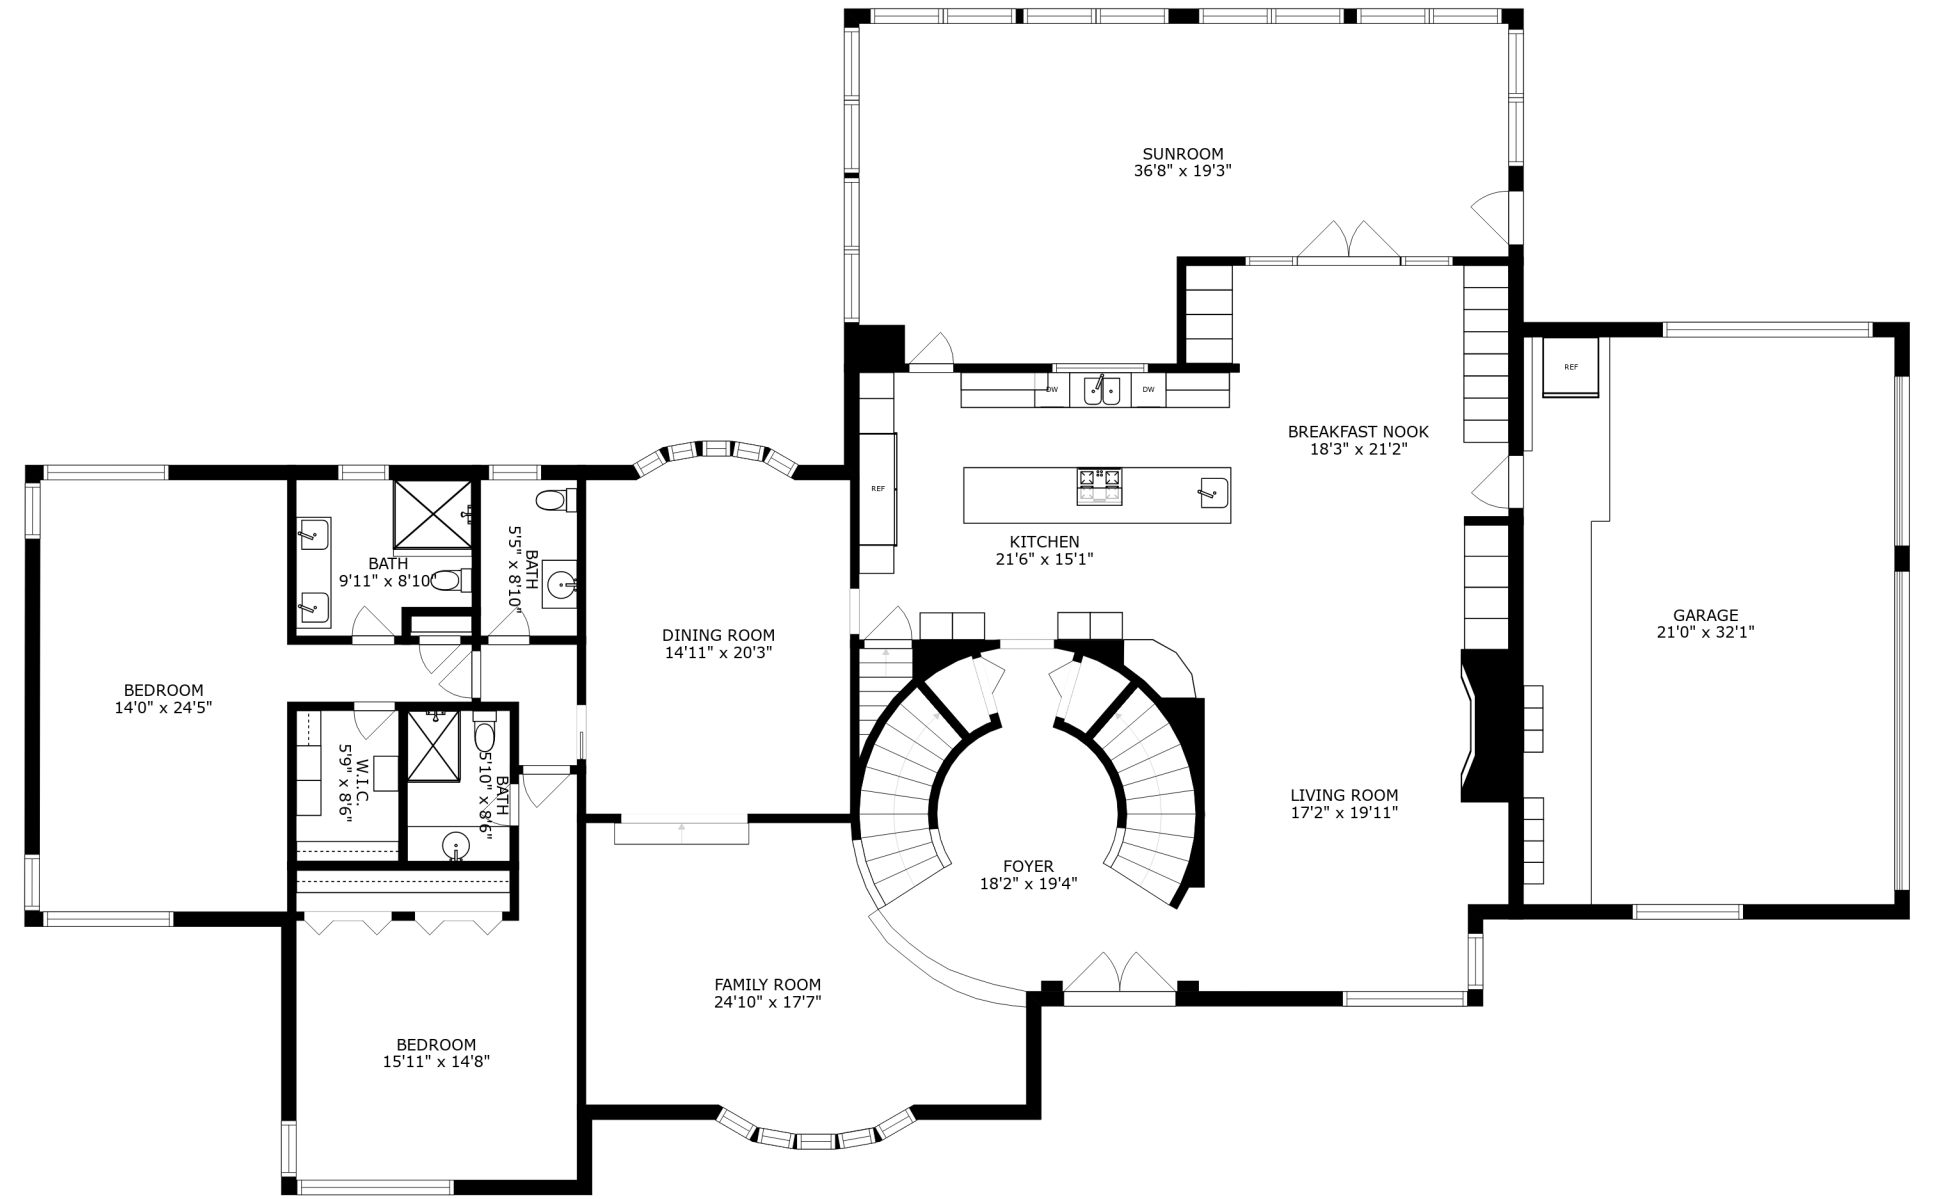 SUNROOM
36'8" x 19'3"
REF
DW
DW
BREAKFAST NOOK
18'3" x 21'2"
REF
KITCHEN
21'6" x 15'1"
BATH
9'11" x 8'10"
BATH
5'5" x 8'10"
DINING ROOM
14'11" x 20'3"
GARAGE
21'0" x 32'1"
BEDROOM
14'0" x 24'5"
W.I.C.
5'9" x 8'6"
BATH
5'10" x 8'6"
LIVING ROOM
17'2" x 19'11"
FOYER
18'2" x 19'4"
FAMILY ROOM
24'10" x 17'7"
BEDROOM
15'11" x 14'8"